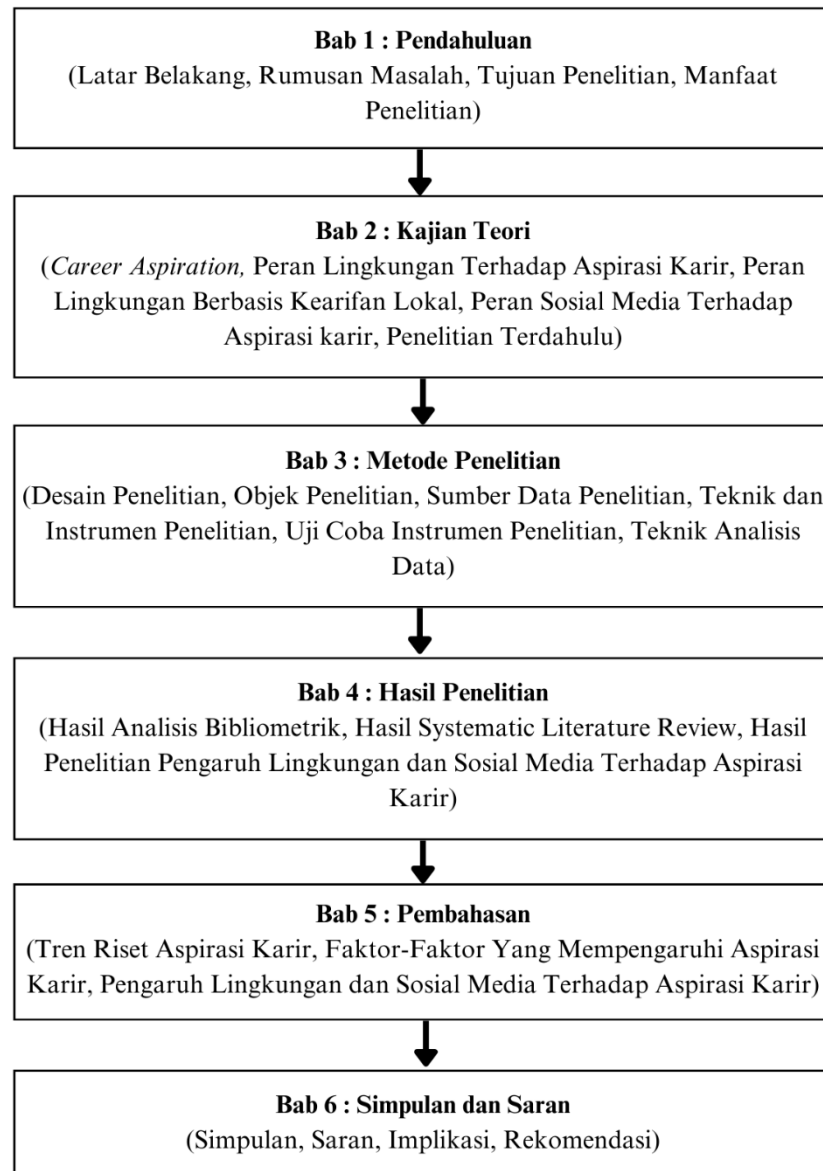 Bab 1 : Pendahuluan
(Latar Belakang, Rumusan Masalah, Tujuan Penelitian, Manfaat
Penelitian)
Bab 2 : Kajian Teori
(Career Aspiration, Peran Lingkungan Terhadap Aspirasi Karir, Peran
Lingkungan Berbasis Kearifan Lokal, Peran Sosial Media Terhadap
Aspirasi karir, Penelitian Terdahulu)
Bab 3 : Metode Penelitian
(Desain Penelitian, Objek Penelitian, Sumber Data Penelitian, Teknik dan
Instrumen Penelitian, Uji Coba Instrumen Penelitian, Teknik Analisis
Data)
Bab 4 : Hasil Penelitian
(Hasil Analisis Bibliometrik, Hasil Systematic Literature Review, Hasil
Penelitian Pengaruh Lingkungan dan Sosial Media Terhadap Aspirasi
Karir)
Bab 5 : Pembahasan
(Tren Riset Aspirasi Karir, Faktor-Faktor Yang Mempengaruhi Aspirasi
Karir, Pengaruh Lingkungan dan Sosial Media Terhadap Aspirasi Karir)
Bab 6 : Simpulan dan Saran
(Simpulan, Saran, Implikasi, Rekomendasi)